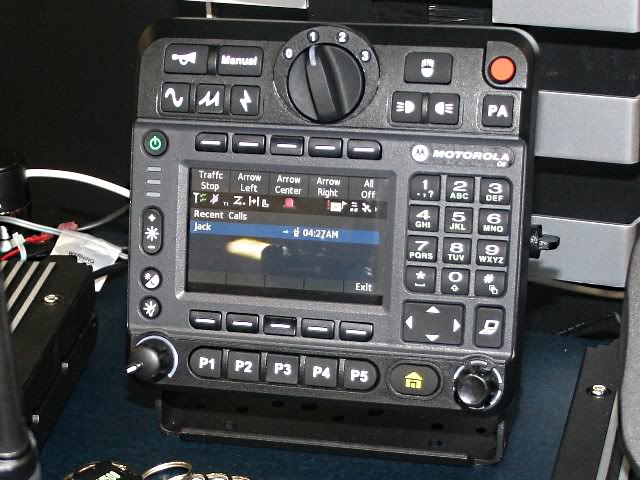 0 1 2 3
Manual
PA
MOTOROLA
O9
Traffc Arrow Arrow Arrow All
Stop Left Center Right Off
Recent Calls
Jack 04:27AM
Exit
1 .,? 2 ABC 3 DEF
4 GHI 5 JKL 6 MNO
7 PQRS 8 TUV 9 WXYZ
* 0 #
P1 P2 P3 P4 P5